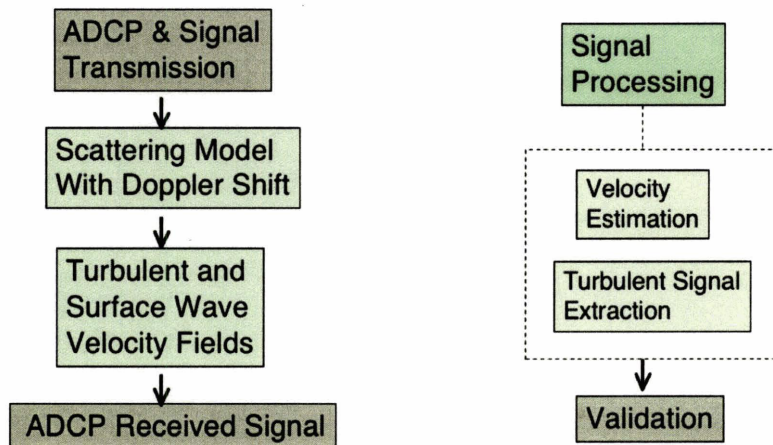 ADCP & Signal
Transmission
Scattering Model
With Doppler Shift
Turbulent and
Surface Wave
Velocity Fields
ADCP Received Signal
Signal
Processing
Velocity
Estimation
Turbulent Signal
Extraction
Validation